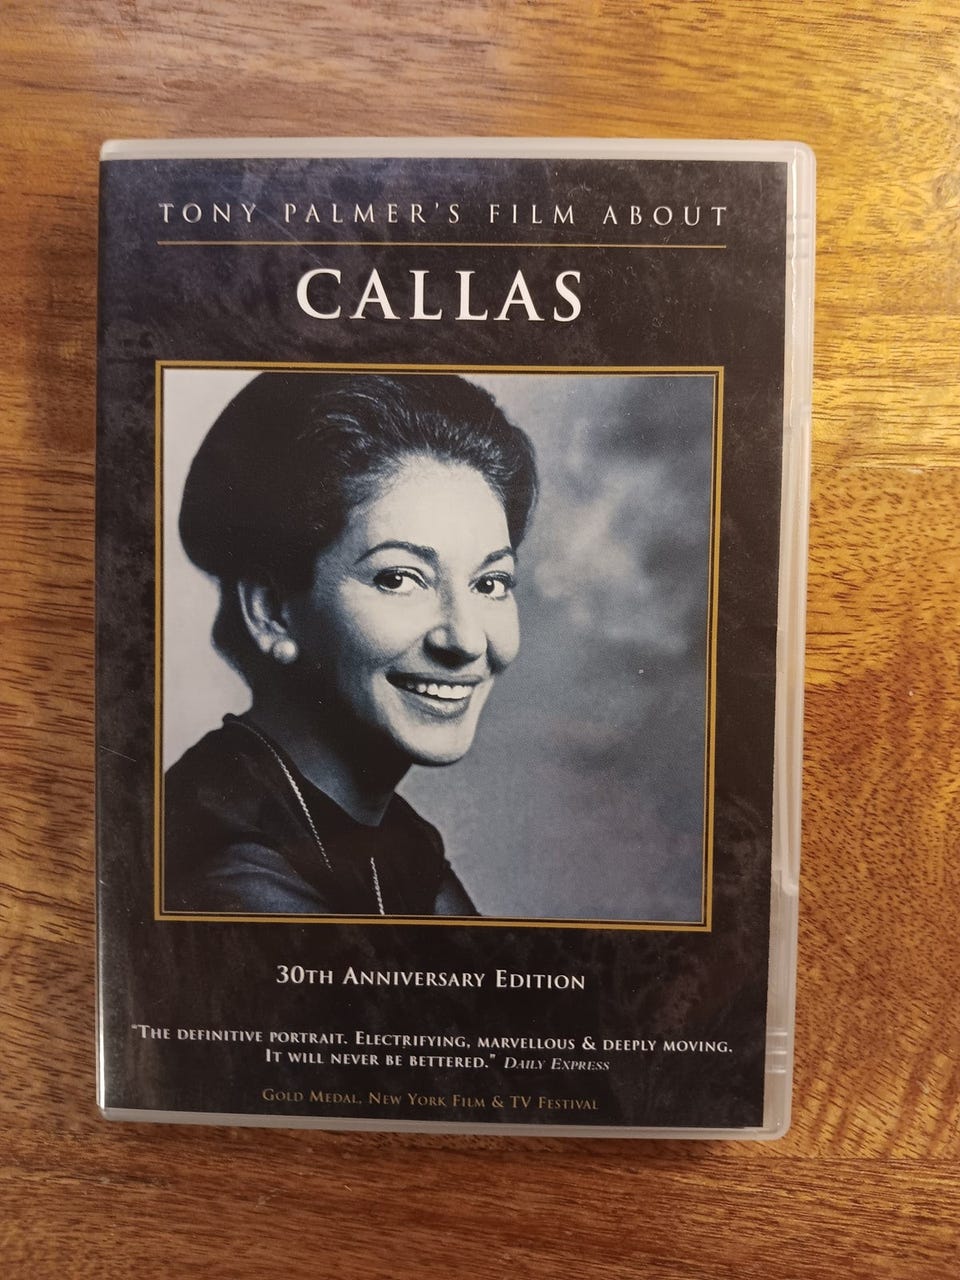 TONY PALMER'S FILM ABOUT
CALLAS
30TH ANNIVERSARY EDITION
"THE DEFINITIVE PORTRAIT. ELECTRIFYING, MARVELLOUS & DEEPLY MOVING.
IT WILL NEVER BE BETTERED." DAILY EXPRESS
GOLD MEDAL, NEW YORK FILM & TV FESTIVAL